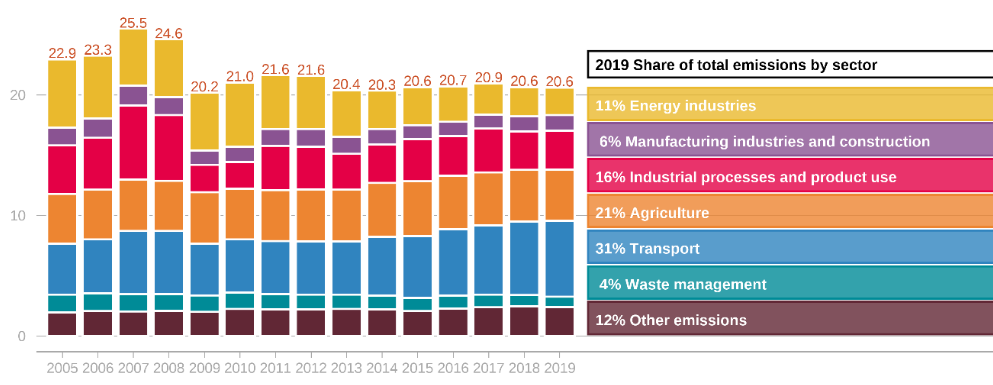 22.9 23.3 25.5 24.6 20.2 21.0 21.6 21.6 20.4 20.3 20.6 20.7 20.9 20.6 20.6
20
10
0
2005 2006 2007 2008 2009 2010 2011 2012 2013 2014 2015 2016 2017 2018 2019
2019 Share of total emissions by sector
11% Energy industries
6% Manufacturing industries and construction
16% Industrial processes and product use
21% Agriculture
31% Transport
4% Waste management
12% Other emissions